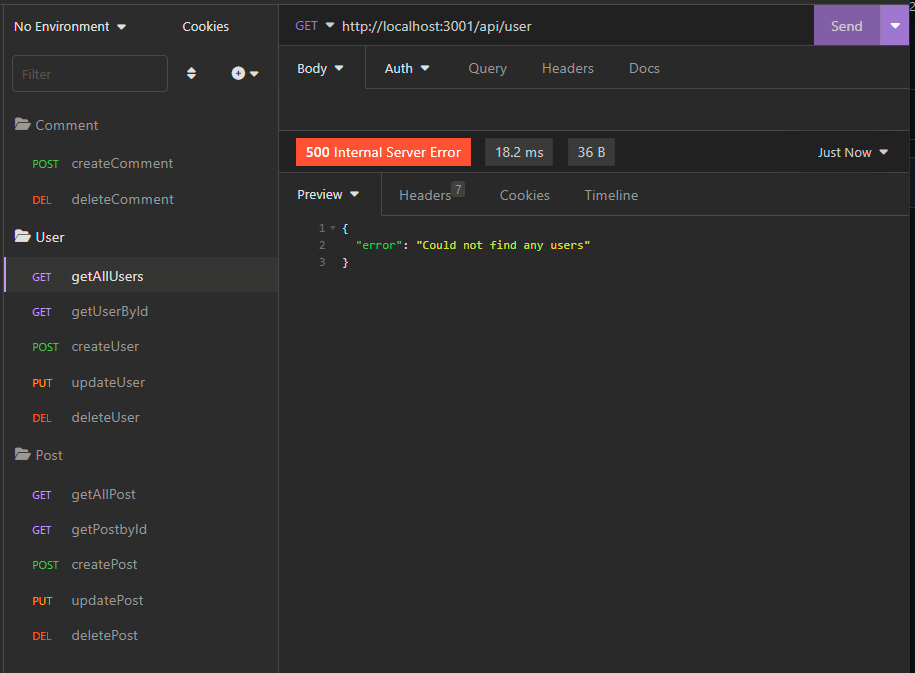 No Environment
Cookies
GET http://localhost:3001/api/user
Send
Filter
Body
Auth
Query
Headers
Docs
Comment
POST createComment
DEL deleteComment
User
GET getAllUsers
GET getUserById
POST createUser
PUT updateUser
DEL deleteUser
Post
GET getAllPost
GET getPostbyId
POST createPost
PUT updatePost
DEL deletePost
500 Internal Server Error
18.2 ms
36 B
Just Now
Preview
Headers 7
Cookies
Timeline
1 {
2 "error": "Could not find any users"
3 }